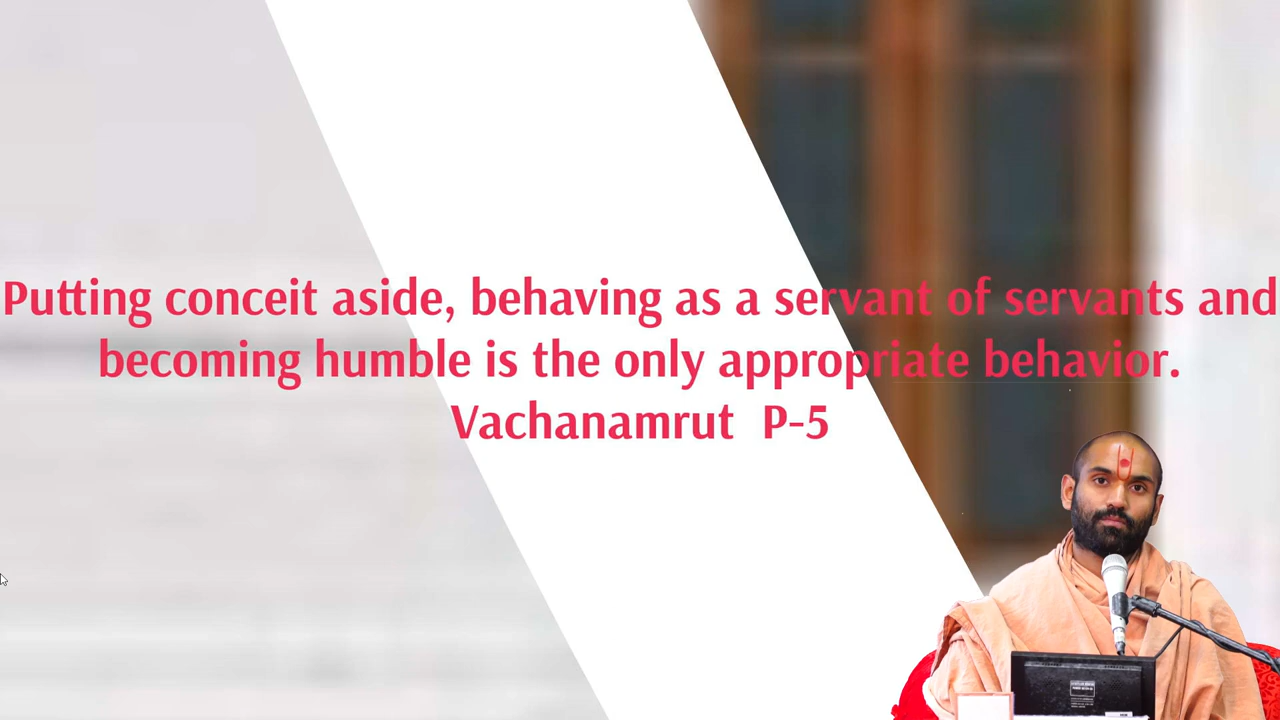 Putting conceit aside, behaving as a servant of servants and
becoming humble is the only appropriate behavior.
Vachanamrut P-5